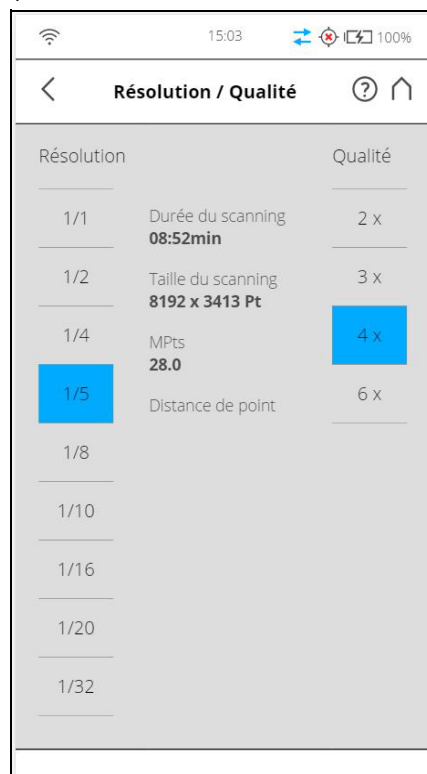 15:03
100%
Résolution / Qualité
?
Résolution
Qualité
1/1
1/2
1/4
1/5
1/8
1/10
1/16
1/20
1/32
Durée du scanning
08:52min
Taille du scanning
8192 x 3413 Pt
MPts
28.0
Distance de point
2 x
3 x
4 x
6 x